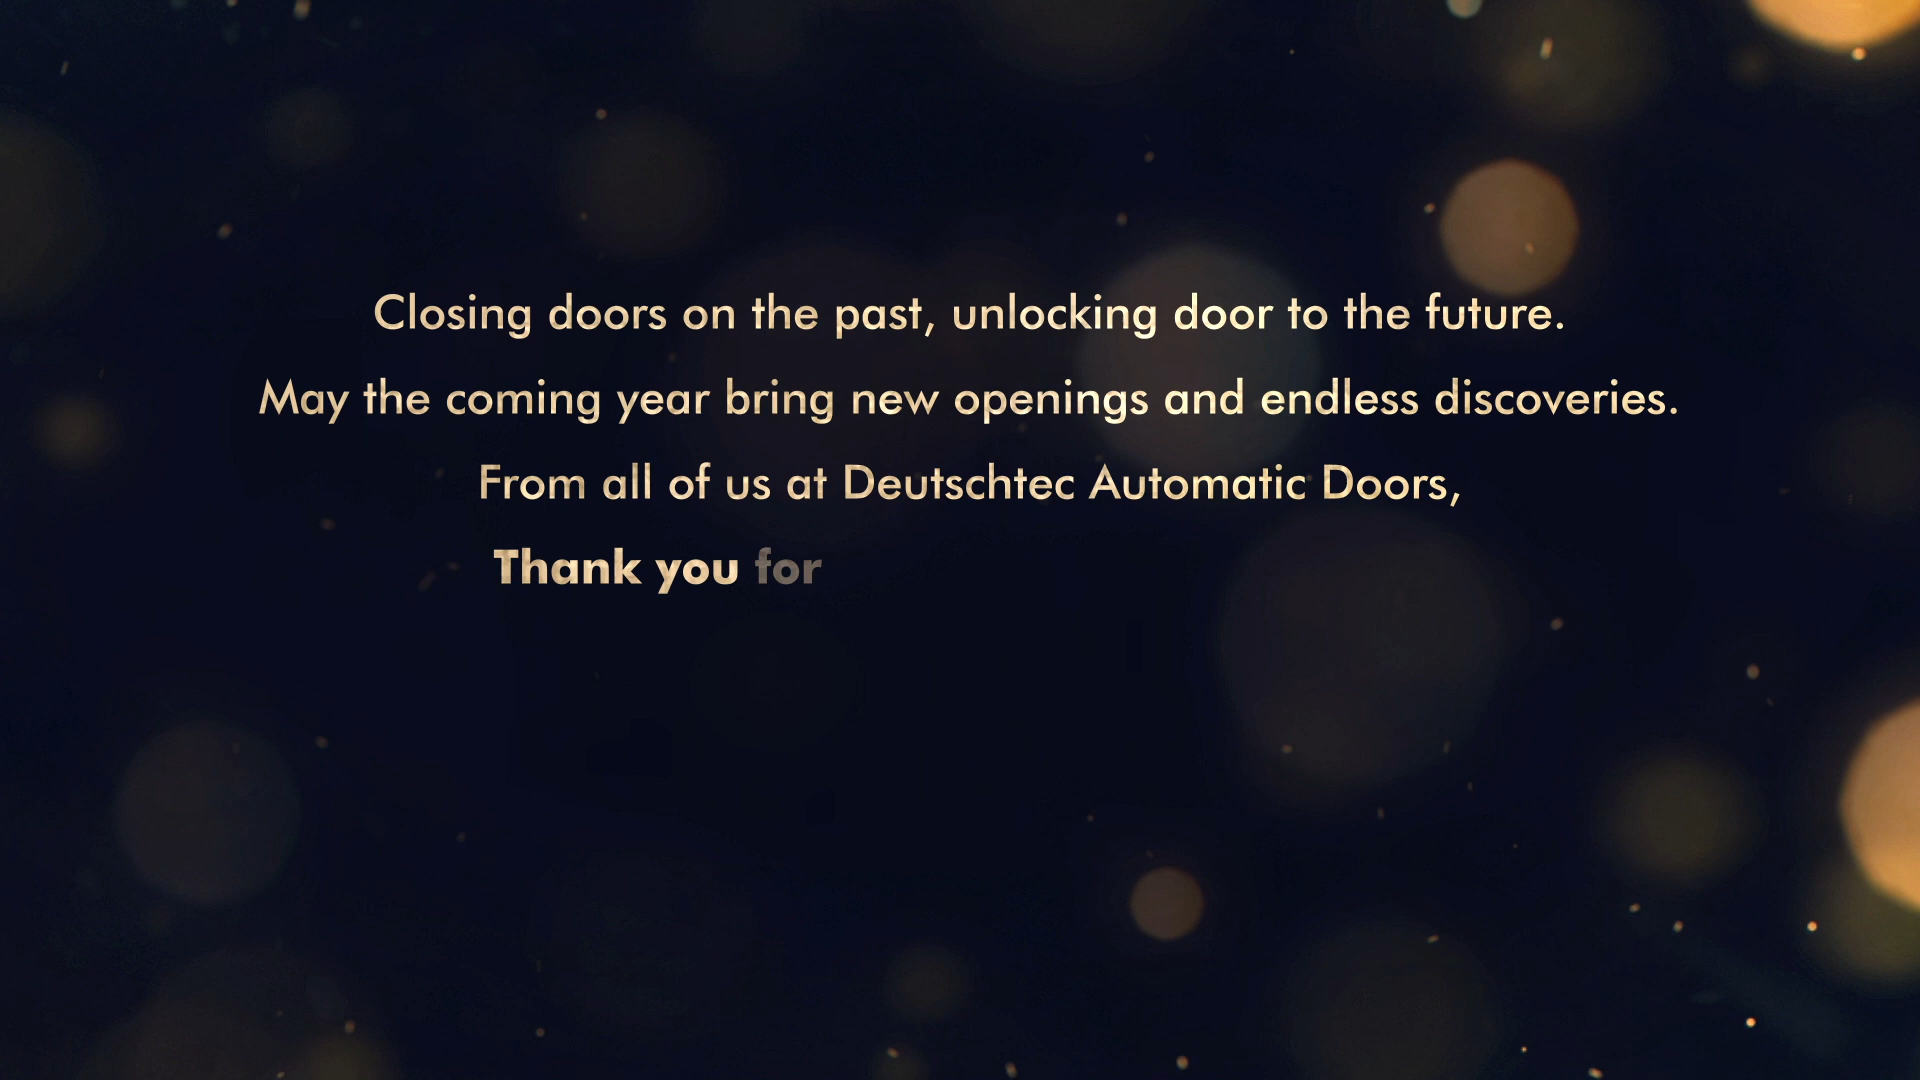 Closing doors on the past, unlocking door to the future.
May the coming year bring new openings and endless discoveries.
From all of us at Deutschtec Automatic Doors,
Thank you for